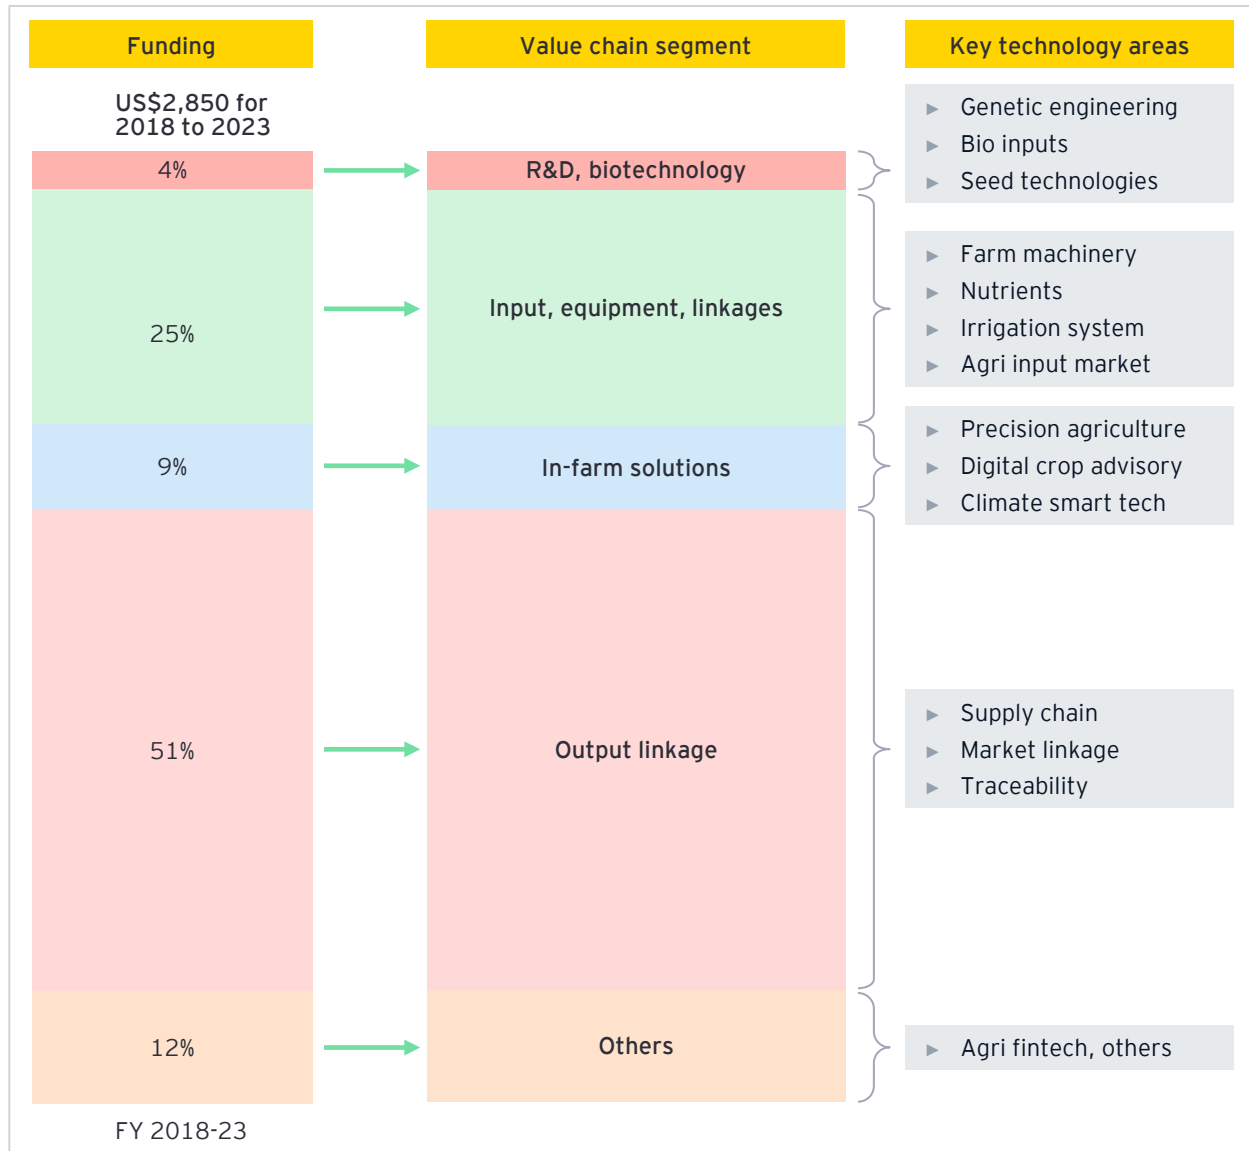 Funding
Value chain segment
Key technology areas
US$2,850 for
2018 to 2023
4%
R&D, biotechnology
► Genetic engineering
► Bio inputs
► Seed technologies
25%
Input, equipment, linkages
► Farm machinery
► Nutrients
► Irrigation system
► Agri input market
9%
In-farm solutions
► Precision agriculture
► Digital crop advisory
► Climate smart tech
51%
Output linkage
► Supply chain
► Market linkage
► Traceability
12%
Others
► Agri fintech, others
FY 2018-23